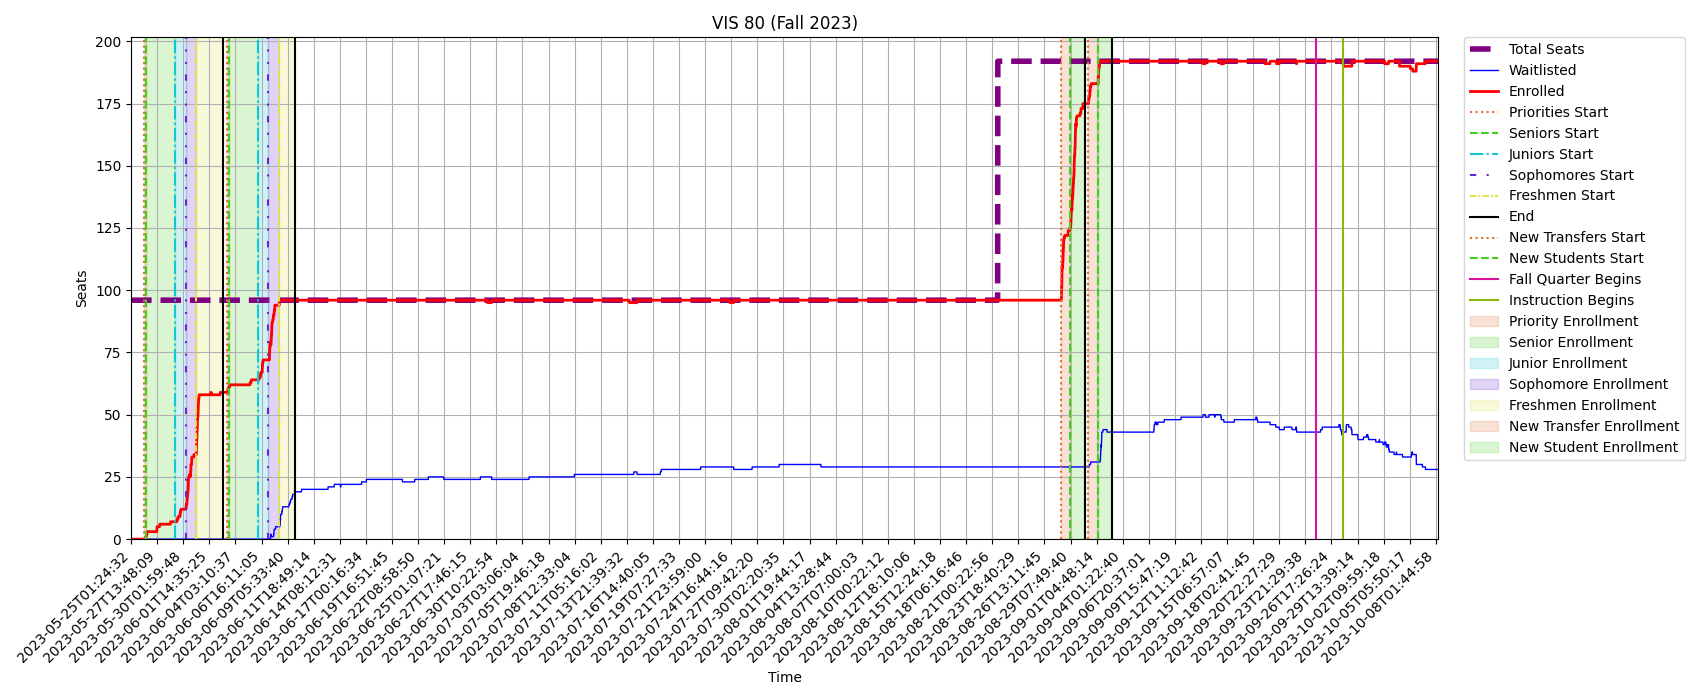 VIS 80 (Fall 2023)
200
175
150
125
100
75
50
25
0
Seats
2023-05-25T01:24:32
2023-05-27T13:48:09
2023-05-30T01:59:48
2023-06-01T14:35:25
2023-06-04T03:10:37
2023-06-06T16:11:05
2023-06-09T05:33:40
2023-06-11T18:49:14
2023-06-14T08:12:31
2023-06-17T00:16:34
2023-06-19T16:51:45
2023-06-22T08:58:50
2023-06-25T01:07:21
2023-06-27T17:46:15
2023-06-30T10:22:54
2023-07-03T03:06:04
2023-07-05T19:46:18
2023-07-08T12:33:04
2023-07-11T05:16:02
2023-07-13T21:39:32
2023-07-16T14:40:05
2023-07-19T07:27:33
2023-07-21T23:59:00
2023-07-24T16:44:16
2023-07-27T09:42:20
2023-07-30T02:20:35
2023-08-01T19:44:17
2023-08-04T13:28:44
2023-08-07T07:00:03
2023-08-10T00:22:12
2023-08-12T18:10:06
2023-08-15T12:24:18
2023-08-18T06:16:46
2023-08-21T00:22:56
2023-08-23T18:40:29
2023-08-26T13:11:45
2023-08-29T07:49:40
2023-09-01T04:48:14
2023-09-04T01:22:40
2023-09-06T20:37:01
2023-09-09T15:47:19
2023-09-12T11:12:42
2023-09-15T06:57:07
2023-09-18T02:41:45
2023-09-20T22:27:29
2023-09-23T21:29:38
2023-09-26T17:26:24
2023-09-29T13:39:14
2023-10-02T09:59:18
2023-10-05T05:50:17
2023-10-08T01:44:58
Time
Total Seats
Waitlisted
Enrolled
Priorities Start
Seniors Start
Juniors Start
Sophomores Start
Freshmen Start
End
New Transfers Start
New Students Start
Fall Quarter Begins
Instruction Begins
Priority Enrollment
Senior Enrollment
Junior Enrollment
Sophomore Enrollment
Freshmen Enrollment
New Transfer Enrollment
New Student Enrollment